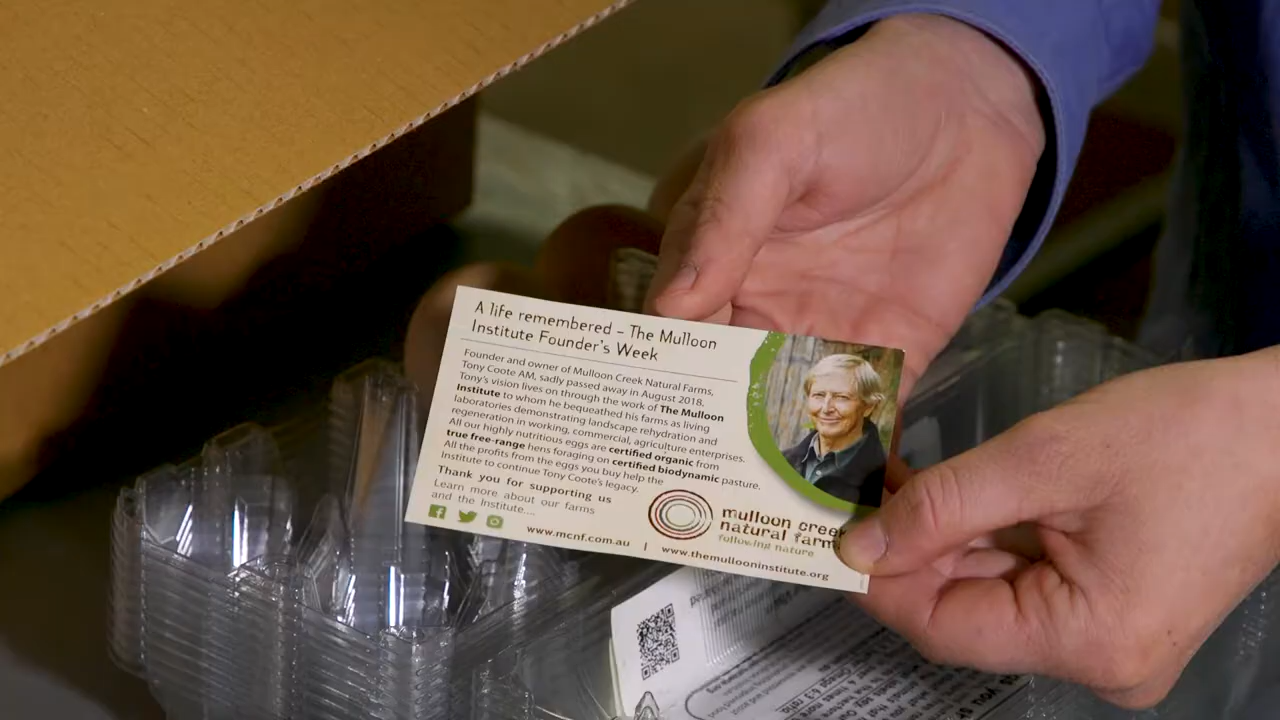 A life remembered – The Mulloon
Institute Founder's Week
Founder and owner of Mulloon Creek Natural Farms,
Tony Coote AM, sadly passed away in August 2018.
Tony's vision lives on through the work of The Mulloon
Institute to whom he bequeathed his farms as living
laboratories demonstrating landscape rehydration and
regeneration in working, commercial, agriculture enterprises.
All our highly nutritious eggs are certified organic from
true free-range hens foraging on certified biodynamic pasture.
All the profits from the eggs you buy help the
Institute to continue Tony Coote's legacy.
Thank you for supporting us
Learn more about our farms
and the Institute....
mulloon creek
natural farm
following nature
www.mcnf.com.au | www.themullooninstitute.org